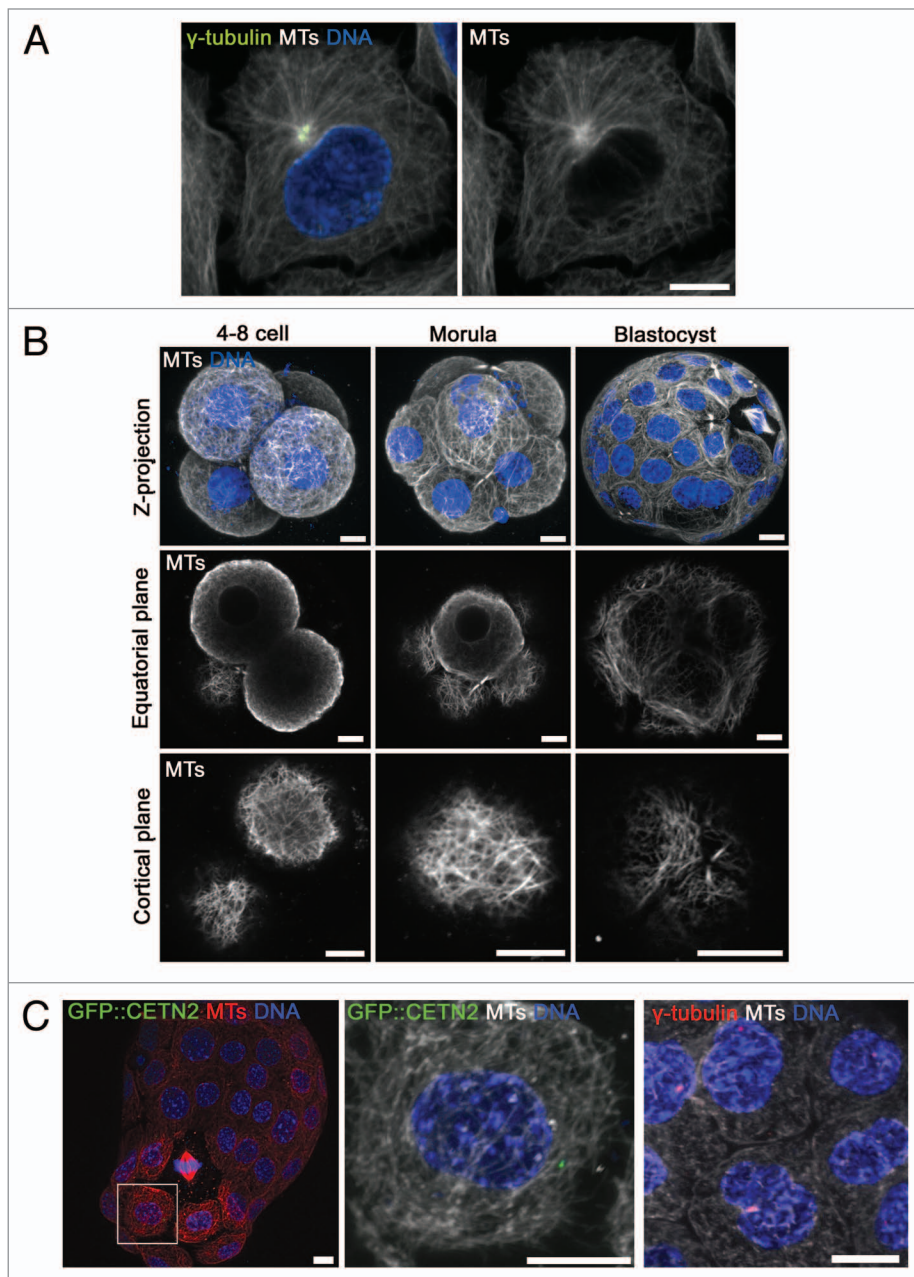 A
γ-tubulin MTs DNA
MTs
B
4-8 cell
Morula
Blastocyst
Z-projection
MTs DNA
Equatorial plane
MTs
Cortical plane
MTs
C
GFP::CETN2 MTs DNA
GFP::CETN2 MTs DNA
γ-tubulin MTs DNA